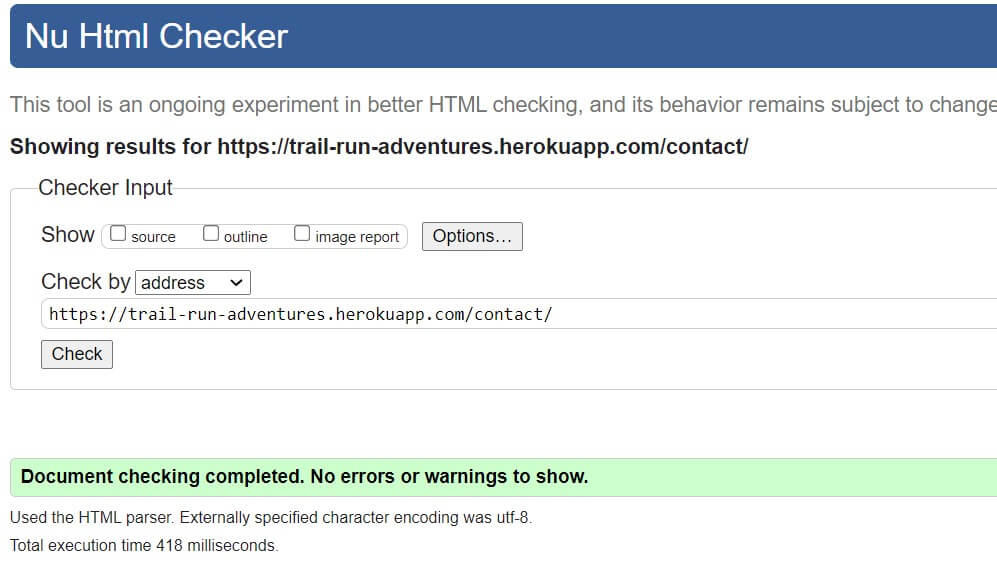 Nu Html Checker
This tool is an ongoing experiment in better HTML checking, and its behavior remains subject to change
Showing results for https://trail-run-adventures.herokuapp.com/contact/
Checker Input
Show source outline image report Options...
Check by address
https://trail-run-adventures.herokuapp.com/contact/
Check
Document checking completed. No errors or warnings to show.
Used the HTML parser. Externally specified character encoding was utf-8.
Total execution time 418 milliseconds.